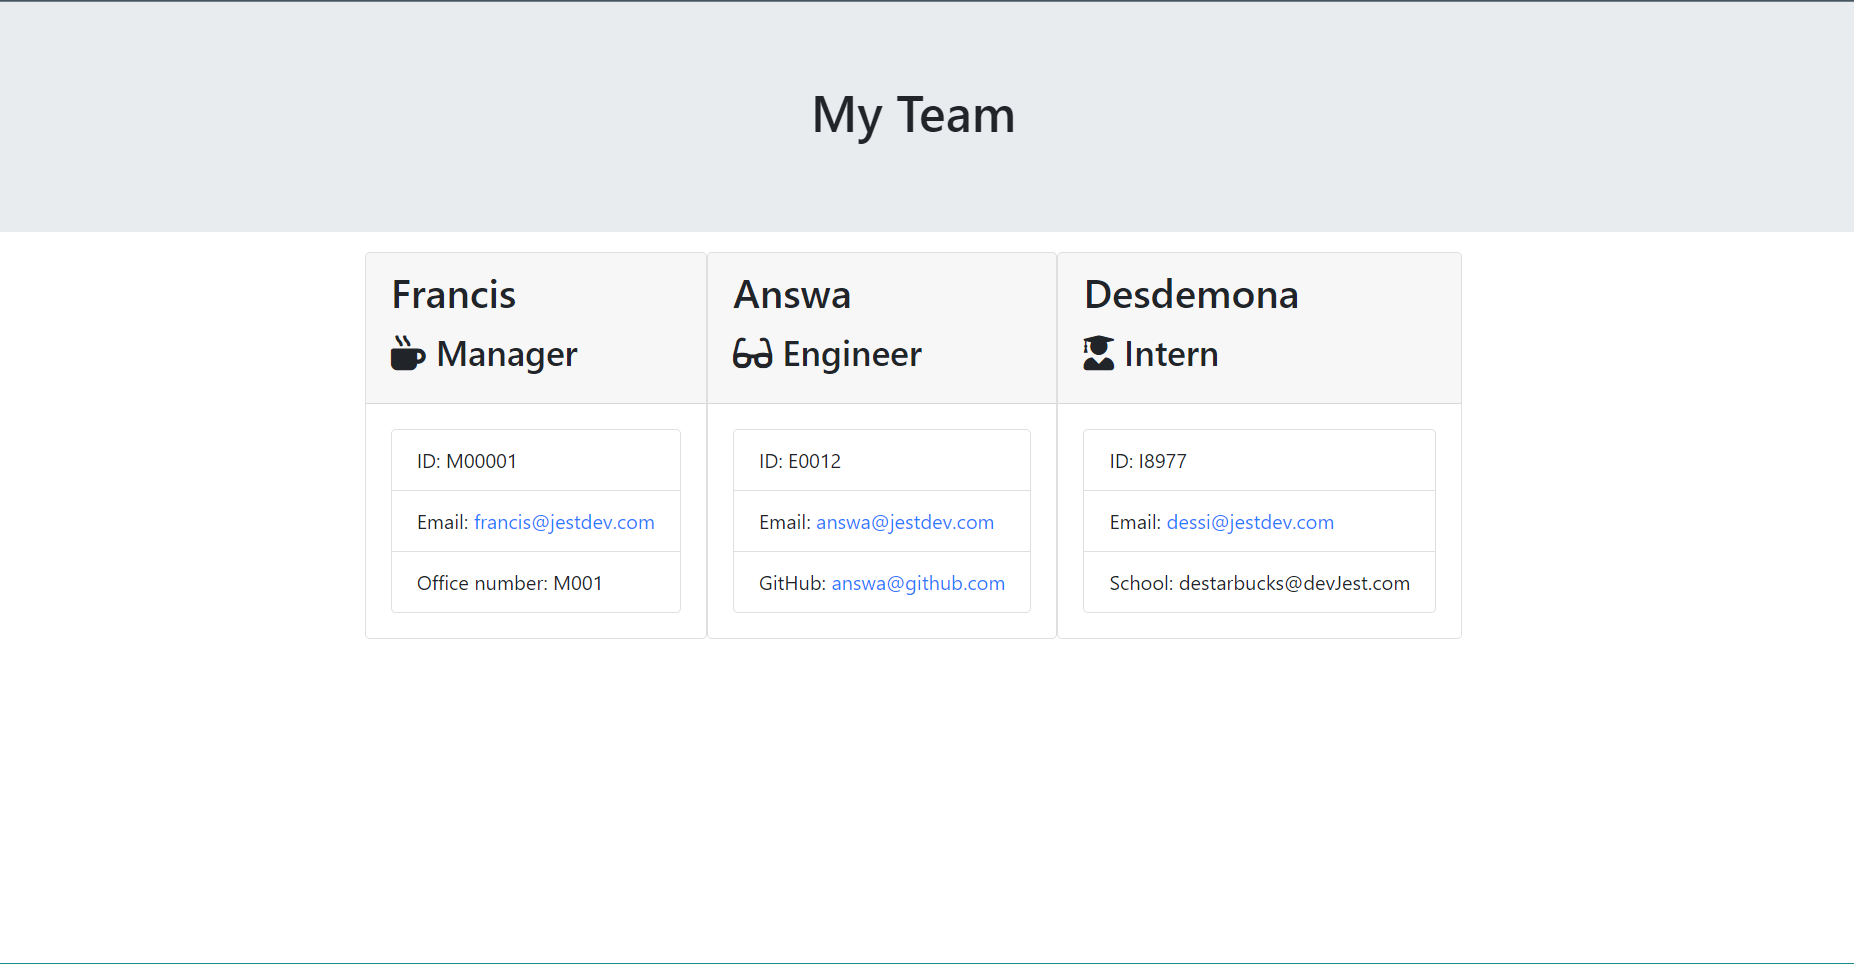 My Team
Francis
Manager
ID: M00001
Email: francis@jestdev.com
Office number: M001
Answa
Engineer
ID: E0012
Email: answa@jestdev.com
GitHub: answa@github.com
Desdemona
Intern
ID: I8977
Email: dessi@jestdev.com
School: destarbucks@devJest.com